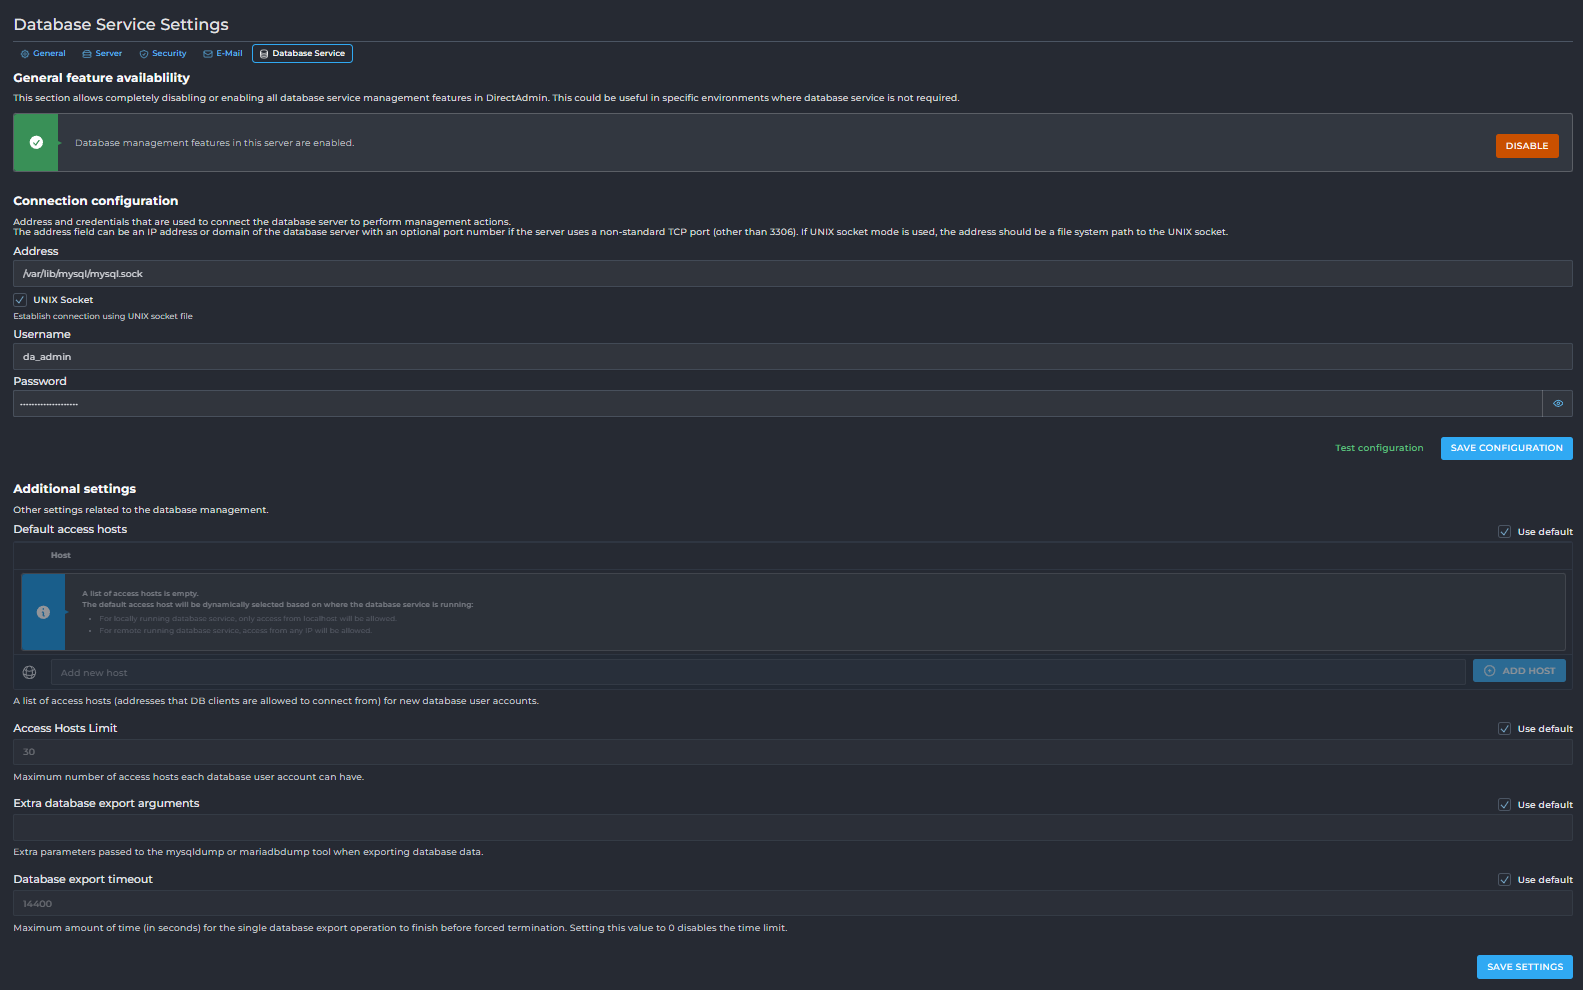 Database Service Settings
General
Server
Security
E-Mail
Database Service
General feature availablility
This section allows completely disabling or enabling all database service management features in DirectAdmin. This could be useful in specific environments where database service is not required.
Database management features in this server are enabled.
DISABLE
Connection configuration
Address and credentials that are used to connect the database server to perform management actions.
The address field can be an IP address or domain of the database server with an optional port number if the server uses a non-standard TCP port (other than 3306). If UNIX socket mode is used, the address should be a file system path to the UNIX socket.
Address
/var/lib/mysql/mysql.sock
UNIX Socket
Establish connection using UNIX socket file
Username
da_admin
Password
Test configuration
SAVE CONFIGURATION
Additional settings
Other settings related to the database management.
Default access hosts
Use default
Host
A list of access hosts is empty.
The default access host will be dynamically selected based on where the database service is running:
• For locally running database service, only access from localhost will be allowed.
• For remote running database service, access from any IP will be allowed.
Add new host
ADD HOST
A list of access hosts (addresses that DB clients are allowed to connect from) for new database user accounts.
Access Hosts Limit
Use default
30
Maximum number of access hosts each database user account can have.
Extra database export arguments
Use default
Extra parameters passed to the mysqldump or mariadbdump tool when exporting database data.
Database export timeout
Use default
14400
Maximum amount of time (in seconds) for the single database export operation to finish before forced termination. Setting this value to 0 disables the time limit.
SAVE SETTINGS